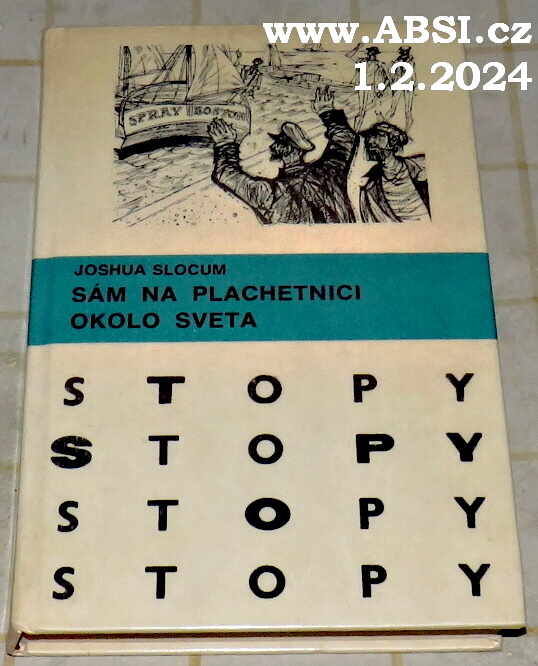 www.ABSI.cz
1.2.2024
SPRAY BOSTON
JOSHUA SLOCUM
SÁM NA PLACHETNICI
OKOLO SVETA
STOPY
STOPY
STOPY
STOPY